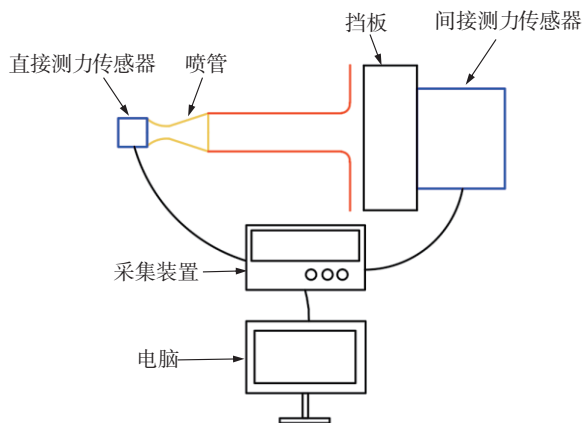 挡板
间接测力传感器
直接测力传感器
喷管
采集装置
电脑